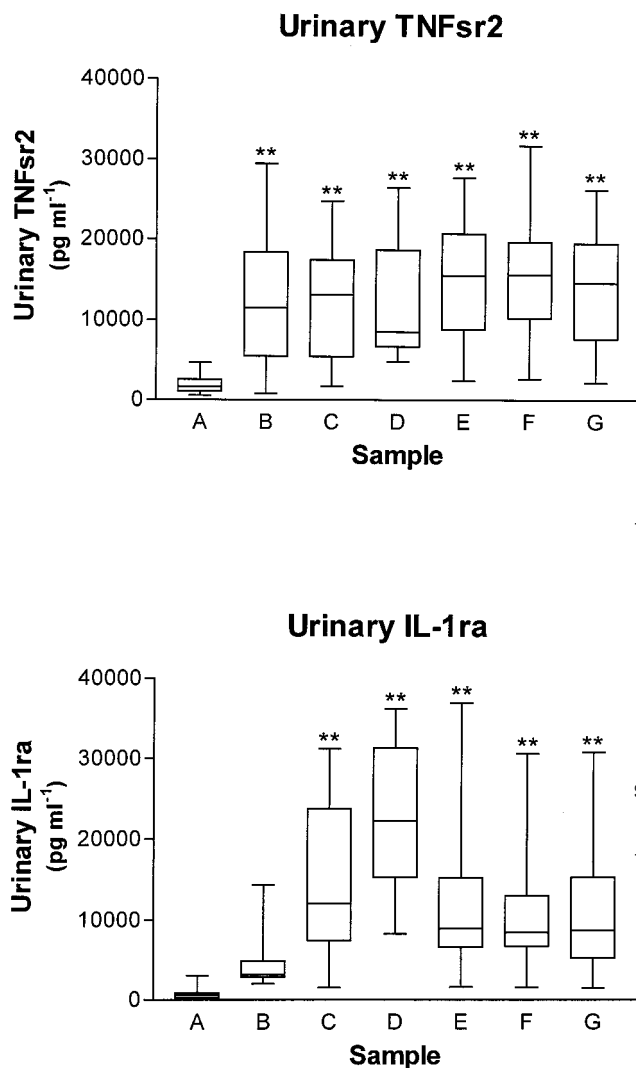 Urinary TNFsr2
40000
30000
20000
10000
0
Urinary TNFsr2
(pg ml⁻¹)
** ** ** ** ** **
A B C D E F G
Sample
Urinary IL-1ra
40000
30000
20000
10000
0
Urinary IL-1ra
(pg ml⁻¹)
** ** ** ** **
A B C D E F G
Sample